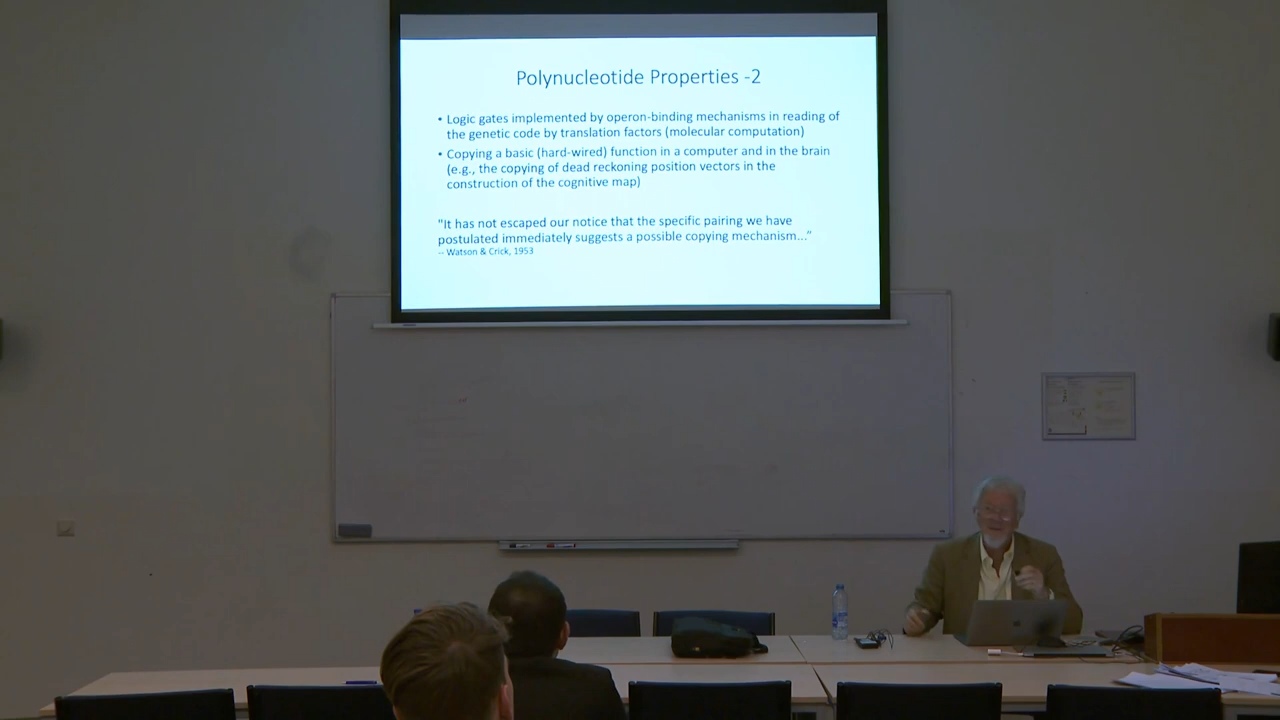 Polynucleotide Properties -2
• Logic gates implemented by operon-binding mechanisms in reading of
the genetic code by translation factors (molecular computation)
• Copying a basic (hard-wired) function in a computer and in the brain
(e.g., the copying of dead reckoning position vectors in the
construction of the cognitive map)
"It has not escaped our notice that the specific pairing we have
postulated immediately suggests a possible copying mechanism…"
-- Watson & Crick, 1953